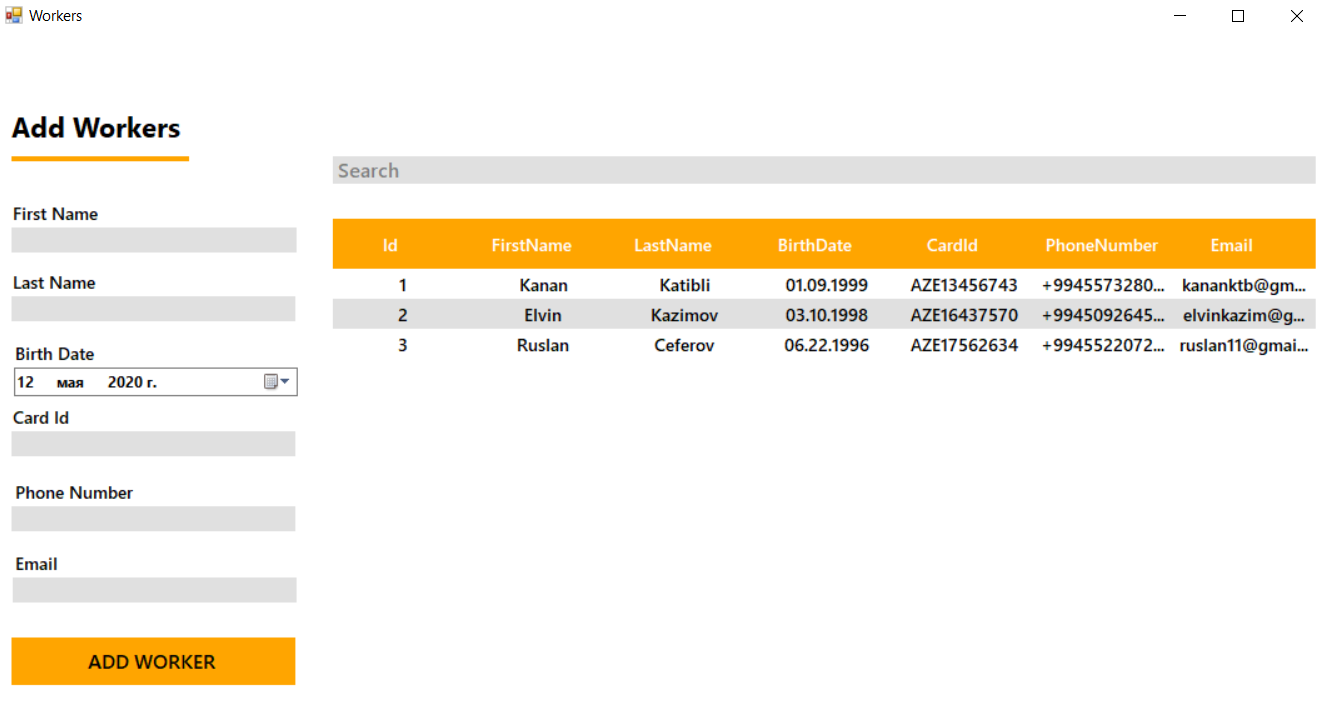 Workers
Add Workers
First Name
Last Name
Birth Date
12 мая 2020 г.
Card Id
Phone Number
Email
ADD WORKER
Search
Id FirstName LastName BirthDate CardId PhoneNumber Email
1 Kanan Katibli 01.09.1999 AZE13456743 +9945573280... kananktb@gm...
2 Elvin Kazimov 03.10.1998 AZE16437570 +9945092645... elvinkazim@g...
3 Ruslan Ceferov 06.22.1996 AZE17562634 +9945522072... ruslan11@gmai...